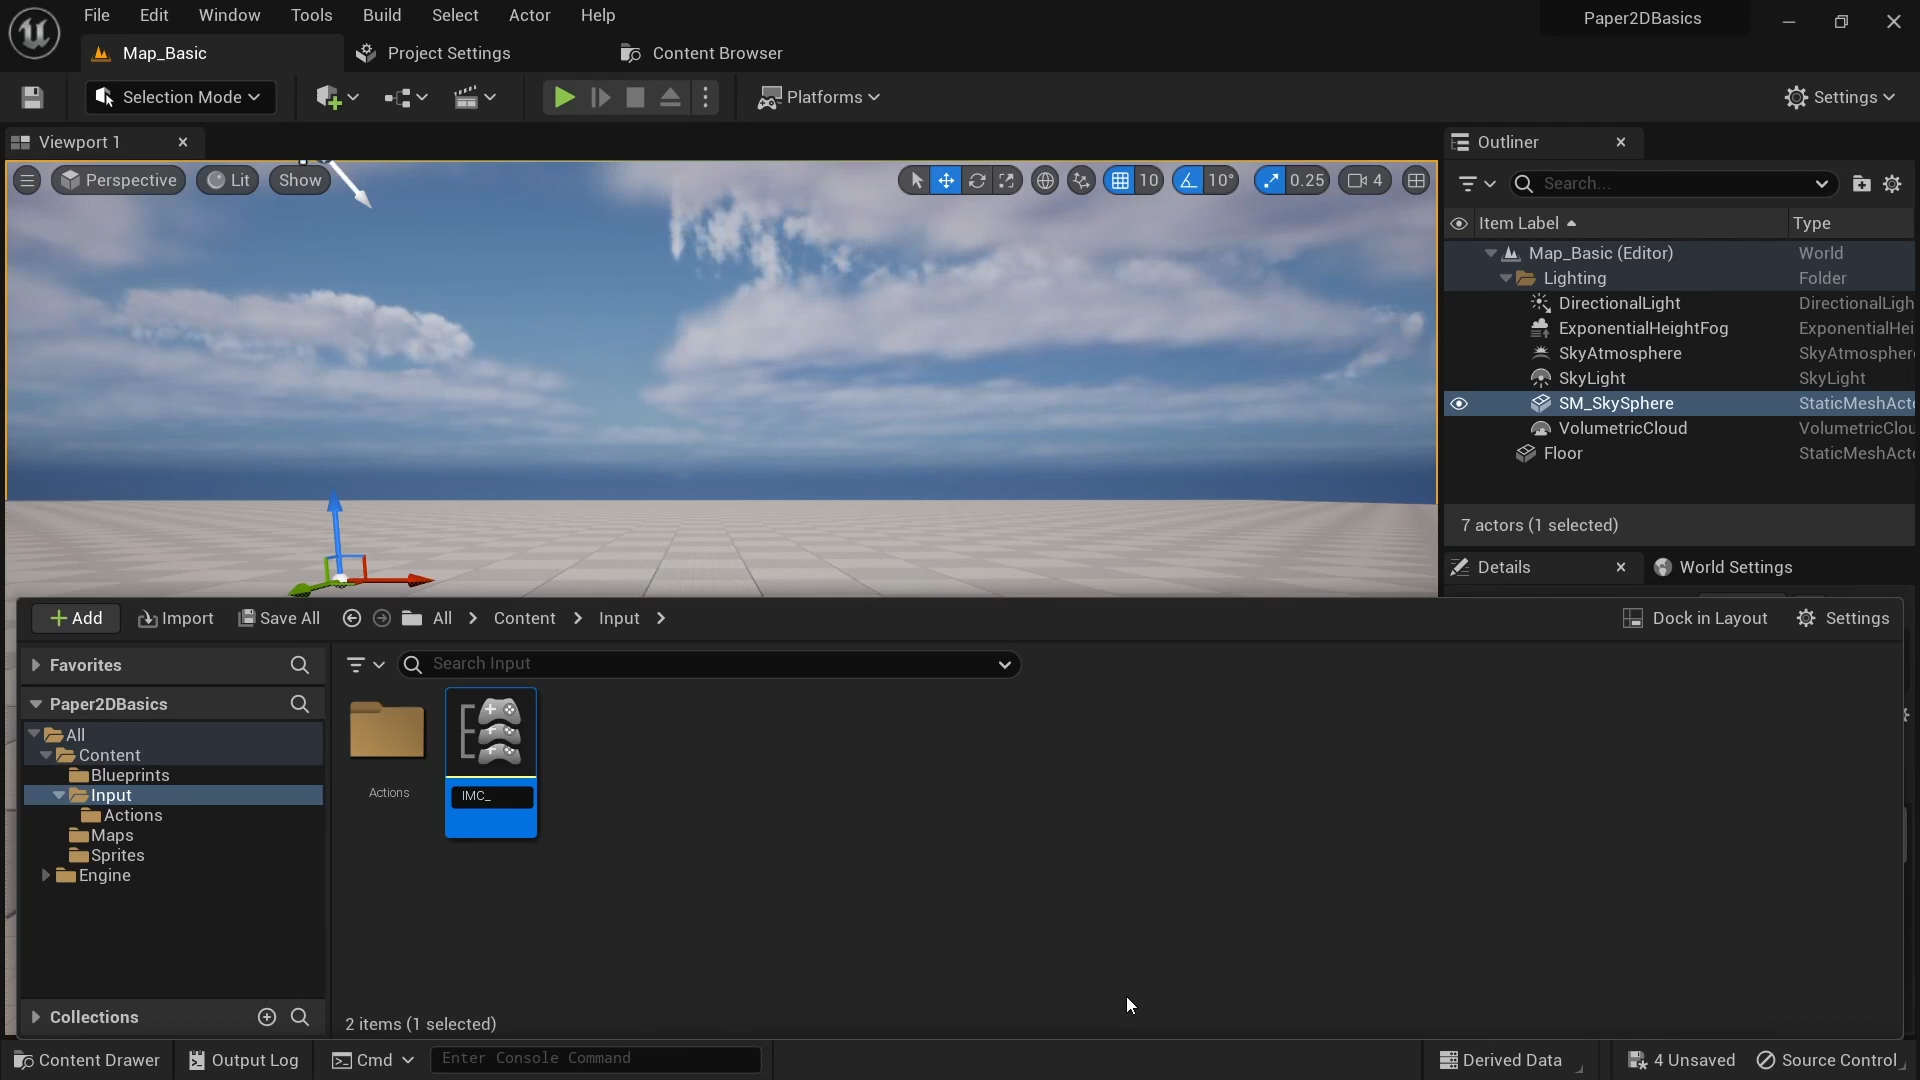 File Edit Window Tools Build Select Actor Help
Paper2DBasics
Map_Basic
Project Settings
Content Browser
Selection Mode
Platforms
Settings
Viewport 1
Outliner
Perspective
Lit
Show
10
10°
0.25
4
Search...
Item Label
Type
Map_Basic (Editor) World
Lighting Folder
DirectionalLight DirectionalLigh
ExponentialHeightFog ExponentialHei
SkyAtmosphere SkyAtmospher
SkyLight SkyLight
SM_SkySphere StaticMeshAct
VolumetricCloud VolumetricClou
Floor StaticMeshAct
7 actors (1 selected)
Details
World Settings
Add
Import
Save All
All
Content
Input
Dock in Layout
Settings
Favorites
Search Input
Paper2DBasics
All
Content
Blueprints
Input
Actions
Maps
Sprites
Engine
Actions
IMC_
Collections
2 items (1 selected)
Content Drawer
Output Log
Cmd
Enter Console Command
Derived Data
4 Unsaved
Source Control